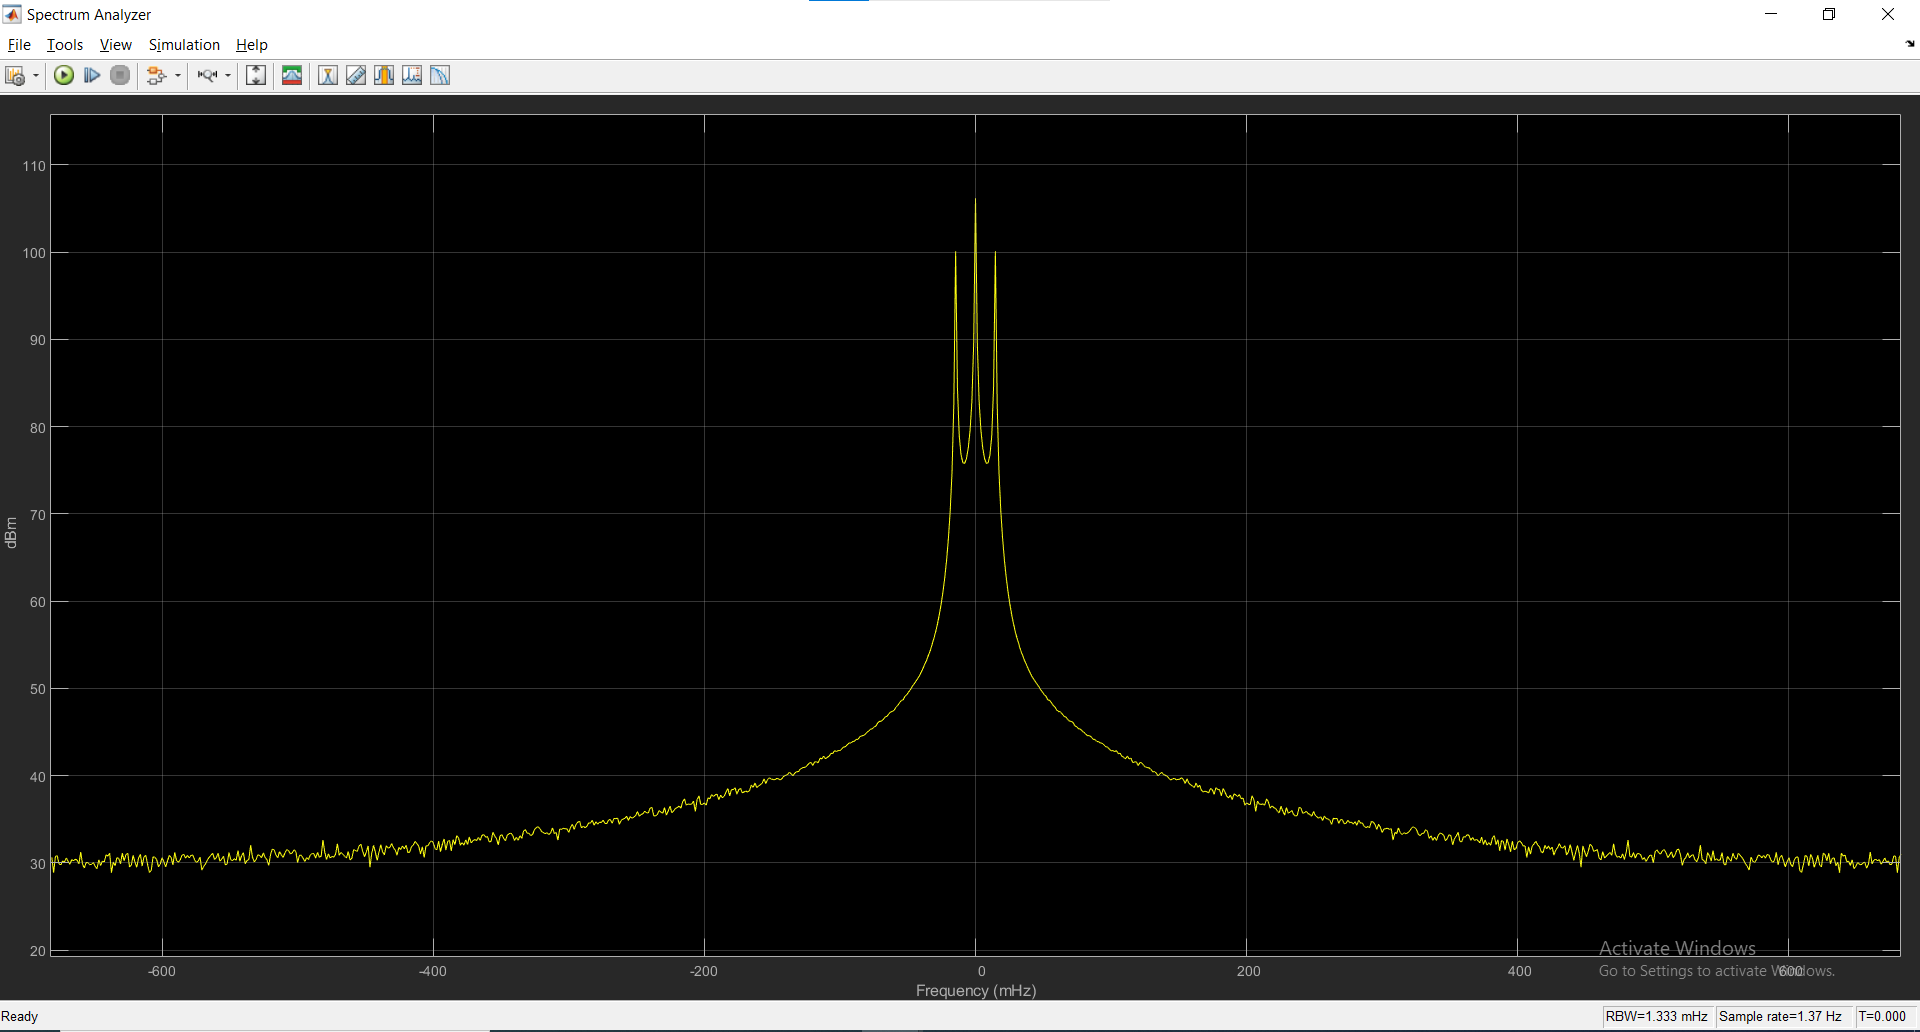 Spectrum Analyzer
File Tools View Simulation Help
110
100
90
80
70
60
50
40
30
20
dBm
-600 -400 -200 0 200 400 600
Frequency (mHz)
Activate Windows
Go to Settings to activate Windows.
Ready RBW=1.333 mHz Sample rate=1.37 Hz T=0.000